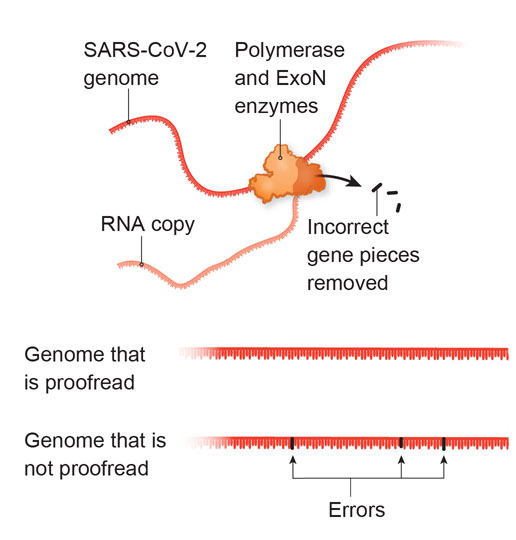 SARS-CoV-2
genome
Polymerase
and ExoN
enzymes
RNA copy
Incorrect
gene pieces
removed
Genome that
is proofread
Genome that is
not proofread
Errors